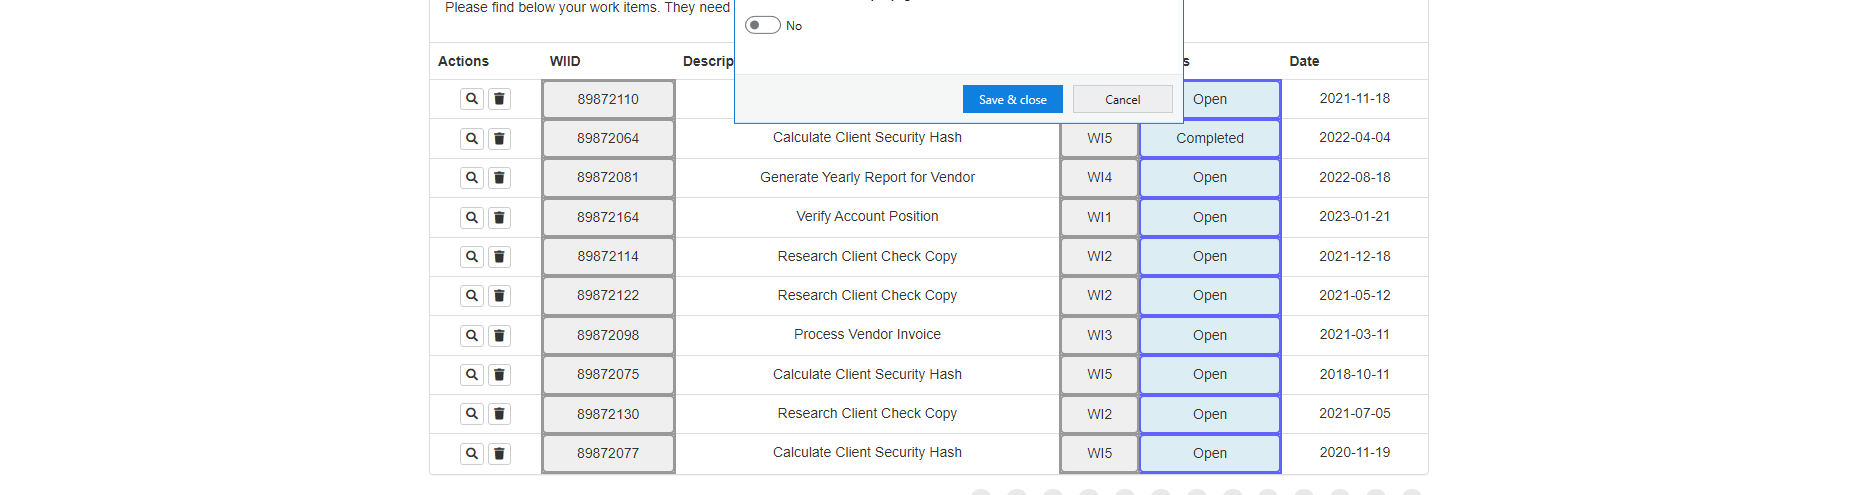 Please find below your work items. They need
No
Actions WIID Descrip s Date
Save & close Cancel
89872110 Open 2021-11-18
89872064 Calculate Client Security Hash WI5 Completed 2022-04-04
89872081 Generate Yearly Report for Vendor WI4 Open 2022-08-18
89872164 Verify Account Position WI1 Open 2023-01-21
89872114 Research Client Check Copy WI2 Open 2021-12-18
89872122 Research Client Check Copy WI2 Open 2021-05-12
89872098 Process Vendor Invoice WI3 Open 2021-03-11
89872075 Calculate Client Security Hash WI5 Open 2018-10-11
89872130 Research Client Check Copy WI2 Open 2021-07-05
89872077 Calculate Client Security Hash WI5 Open 2020-11-19